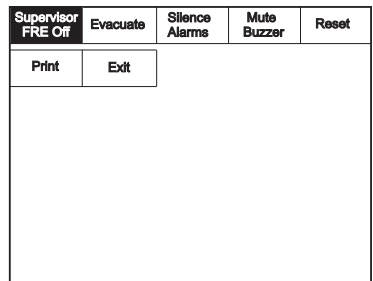 Supervisor
FRE Off
Evacuate
Silence
Alarms
Mute
Buzzer
Reset
Print
Exit